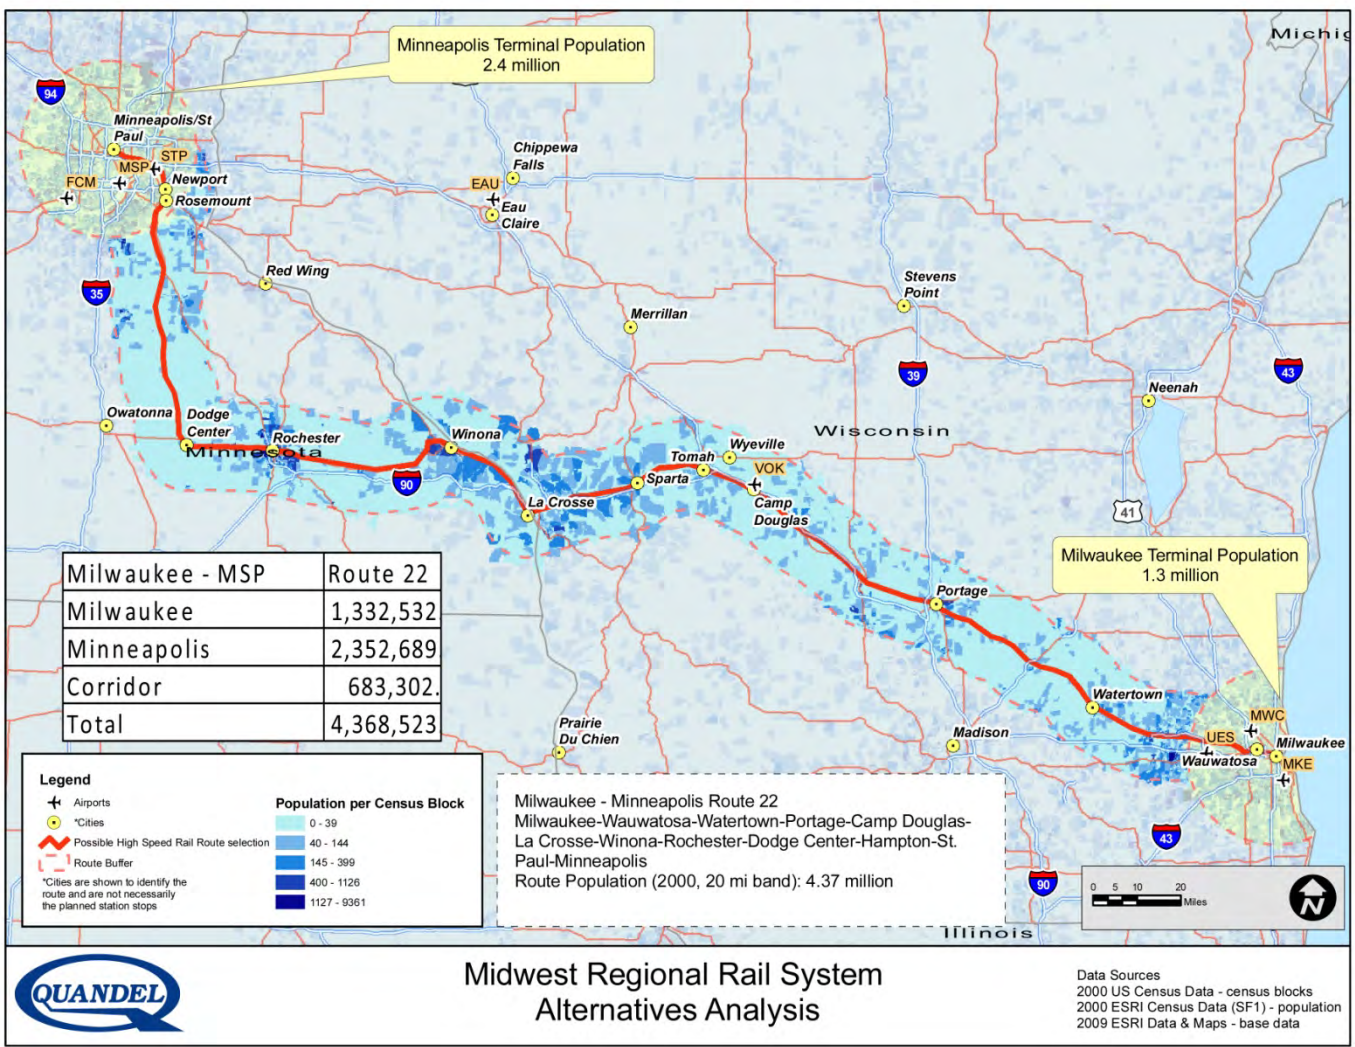 Michig
Minneapolis Terminal Population
2.4 million
94
Minneapolis/St
Paul
STP
MSP
FCM
Newport
Rosemount
Chippewa
Falls
EAU
Eau
Claire
Red Wing
35
Stevens
Point
Merrillan
39
43
Neenah
Owatonna
Dodge
Center
Rochester
Minnesota
Winona
90
Wisconsin
Wyeville
Tomah
VOK
Sparta
Camp
Douglas
La Crosse
41
Milwaukee Terminal Population
1.3 million
Portage
Watertown
Prairie
Du Chien
Madison
MWC
UES
Milwaukee
Wauwatosa
MKE
43
90
Illinois
Milwaukee - MSP Route 22
Milwaukee 1,332,532
Minneapolis 2,352,689
Corridor 683,302.
Total 4,368,523
Legend
Airports
*Cities
Possible High Speed Rail Route selection
Route Buffer
*Cities are shown to identify the
route and are not necessarily
the planned station stops
Population per Census Block
0 - 39
40 - 144
145 - 399
400 - 1126
1127 - 9361
Milwaukee - Minneapolis Route 22
Milwaukee-Wauwatosa-Watertown-Portage-Camp Douglas-
La Crosse-Winona-Rochester-Dodge Center-Hampton-St.
Paul-Minneapolis
Route Population (2000, 20 mi band): 4.37 million
0 5 10 20
Miles
N
QUANDEL
Midwest Regional Rail System
Alternatives Analysis
Data Sources
2000 US Census Data - census blocks
2000 ESRI Census Data (SF1) - population
2009 ESRI Data & Maps - base data